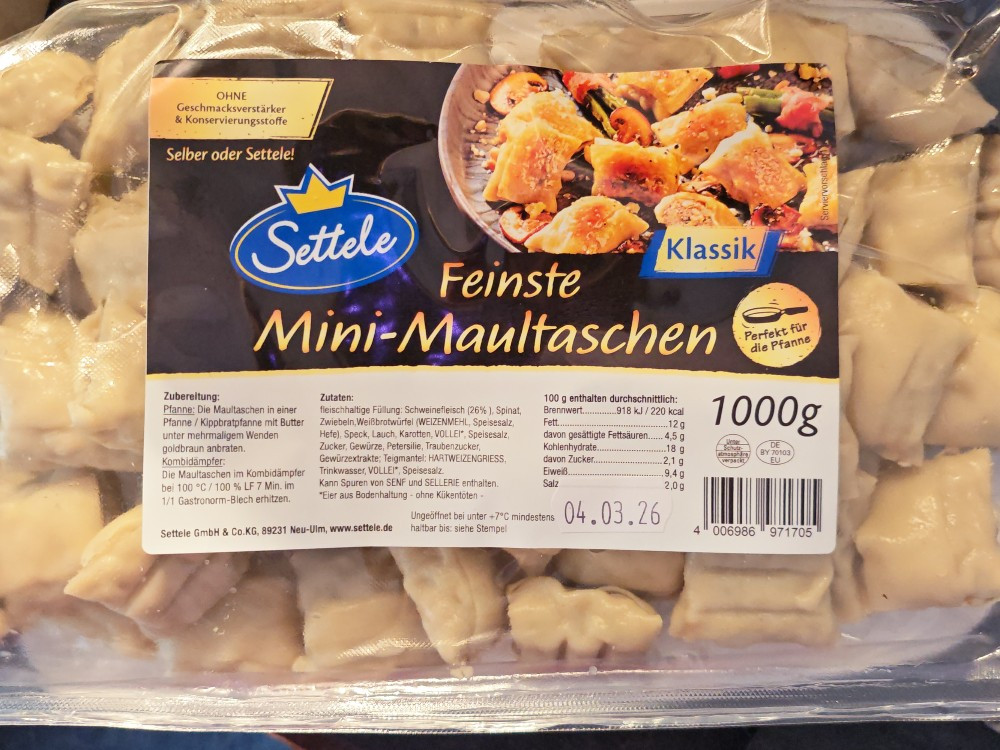 OHNE
Geschmacksverstärker
& Konservierungsstoffe
Selber oder Settele!
Settele
Klassik
Feinste
Mini-Maultaschen
Perfekt für
die Pfanne
Serviervorschlag
Zubereitung:
Pfanne: Die Maultaschen in einer
Pfanne / Kippbratpfanne mit Butter
unter mehrmaligem Wenden
goldbraun anbraten.
Kombidämpfer:
Die Maultaschen im Kombidämpfer
bei 100 °C / 100 % LF 7 Min. im
1/1 Gastronorm-Blech erhitzen.
Zutaten:
fleischhaltige Füllung: Schweinefleisch (26% ), Spinat,
Zwiebeln,Weißbrotwürfel (WEIZENMEHL, Speisesalz,
Hefe), Speck, Lauch, Karotten, VOLLEI*, Speisesalz,
Zucker, Gewürze, Petersilie, Traubenzucker,
Gewürzextrakte; Teigmantel: HARTWEIZENGRIESS,
Trinkwasser, VOLLEI*, Speisesalz.
Kann Spuren von SENF und SELLERIE enthalten.
*Eier aus Bodenhaltung - ohne Kükentöten -
100 g enthalten durchschnittlich:
Brennwert.............918 kJ / 220 kcal
Fett...............................12 g
davon gesättigte Fettsäuren..... 4,5 g
Kohlenhydrate.....................18 g
davon Zucker.................. 2,1 g
Eiweiß.............................9,4 g
Salz 2,0 g
1000g
Unter
Schutz-
atmosphäre
verpackt
DE
BY 70103
EU
Settele GmbH & Co.KG, 89231 Neu-Ulm, www.settele.de
Ungeöffnet bei unter +7°C mindestens
haltbar bis: siehe Stempel
04.03.26
4 006986 971705